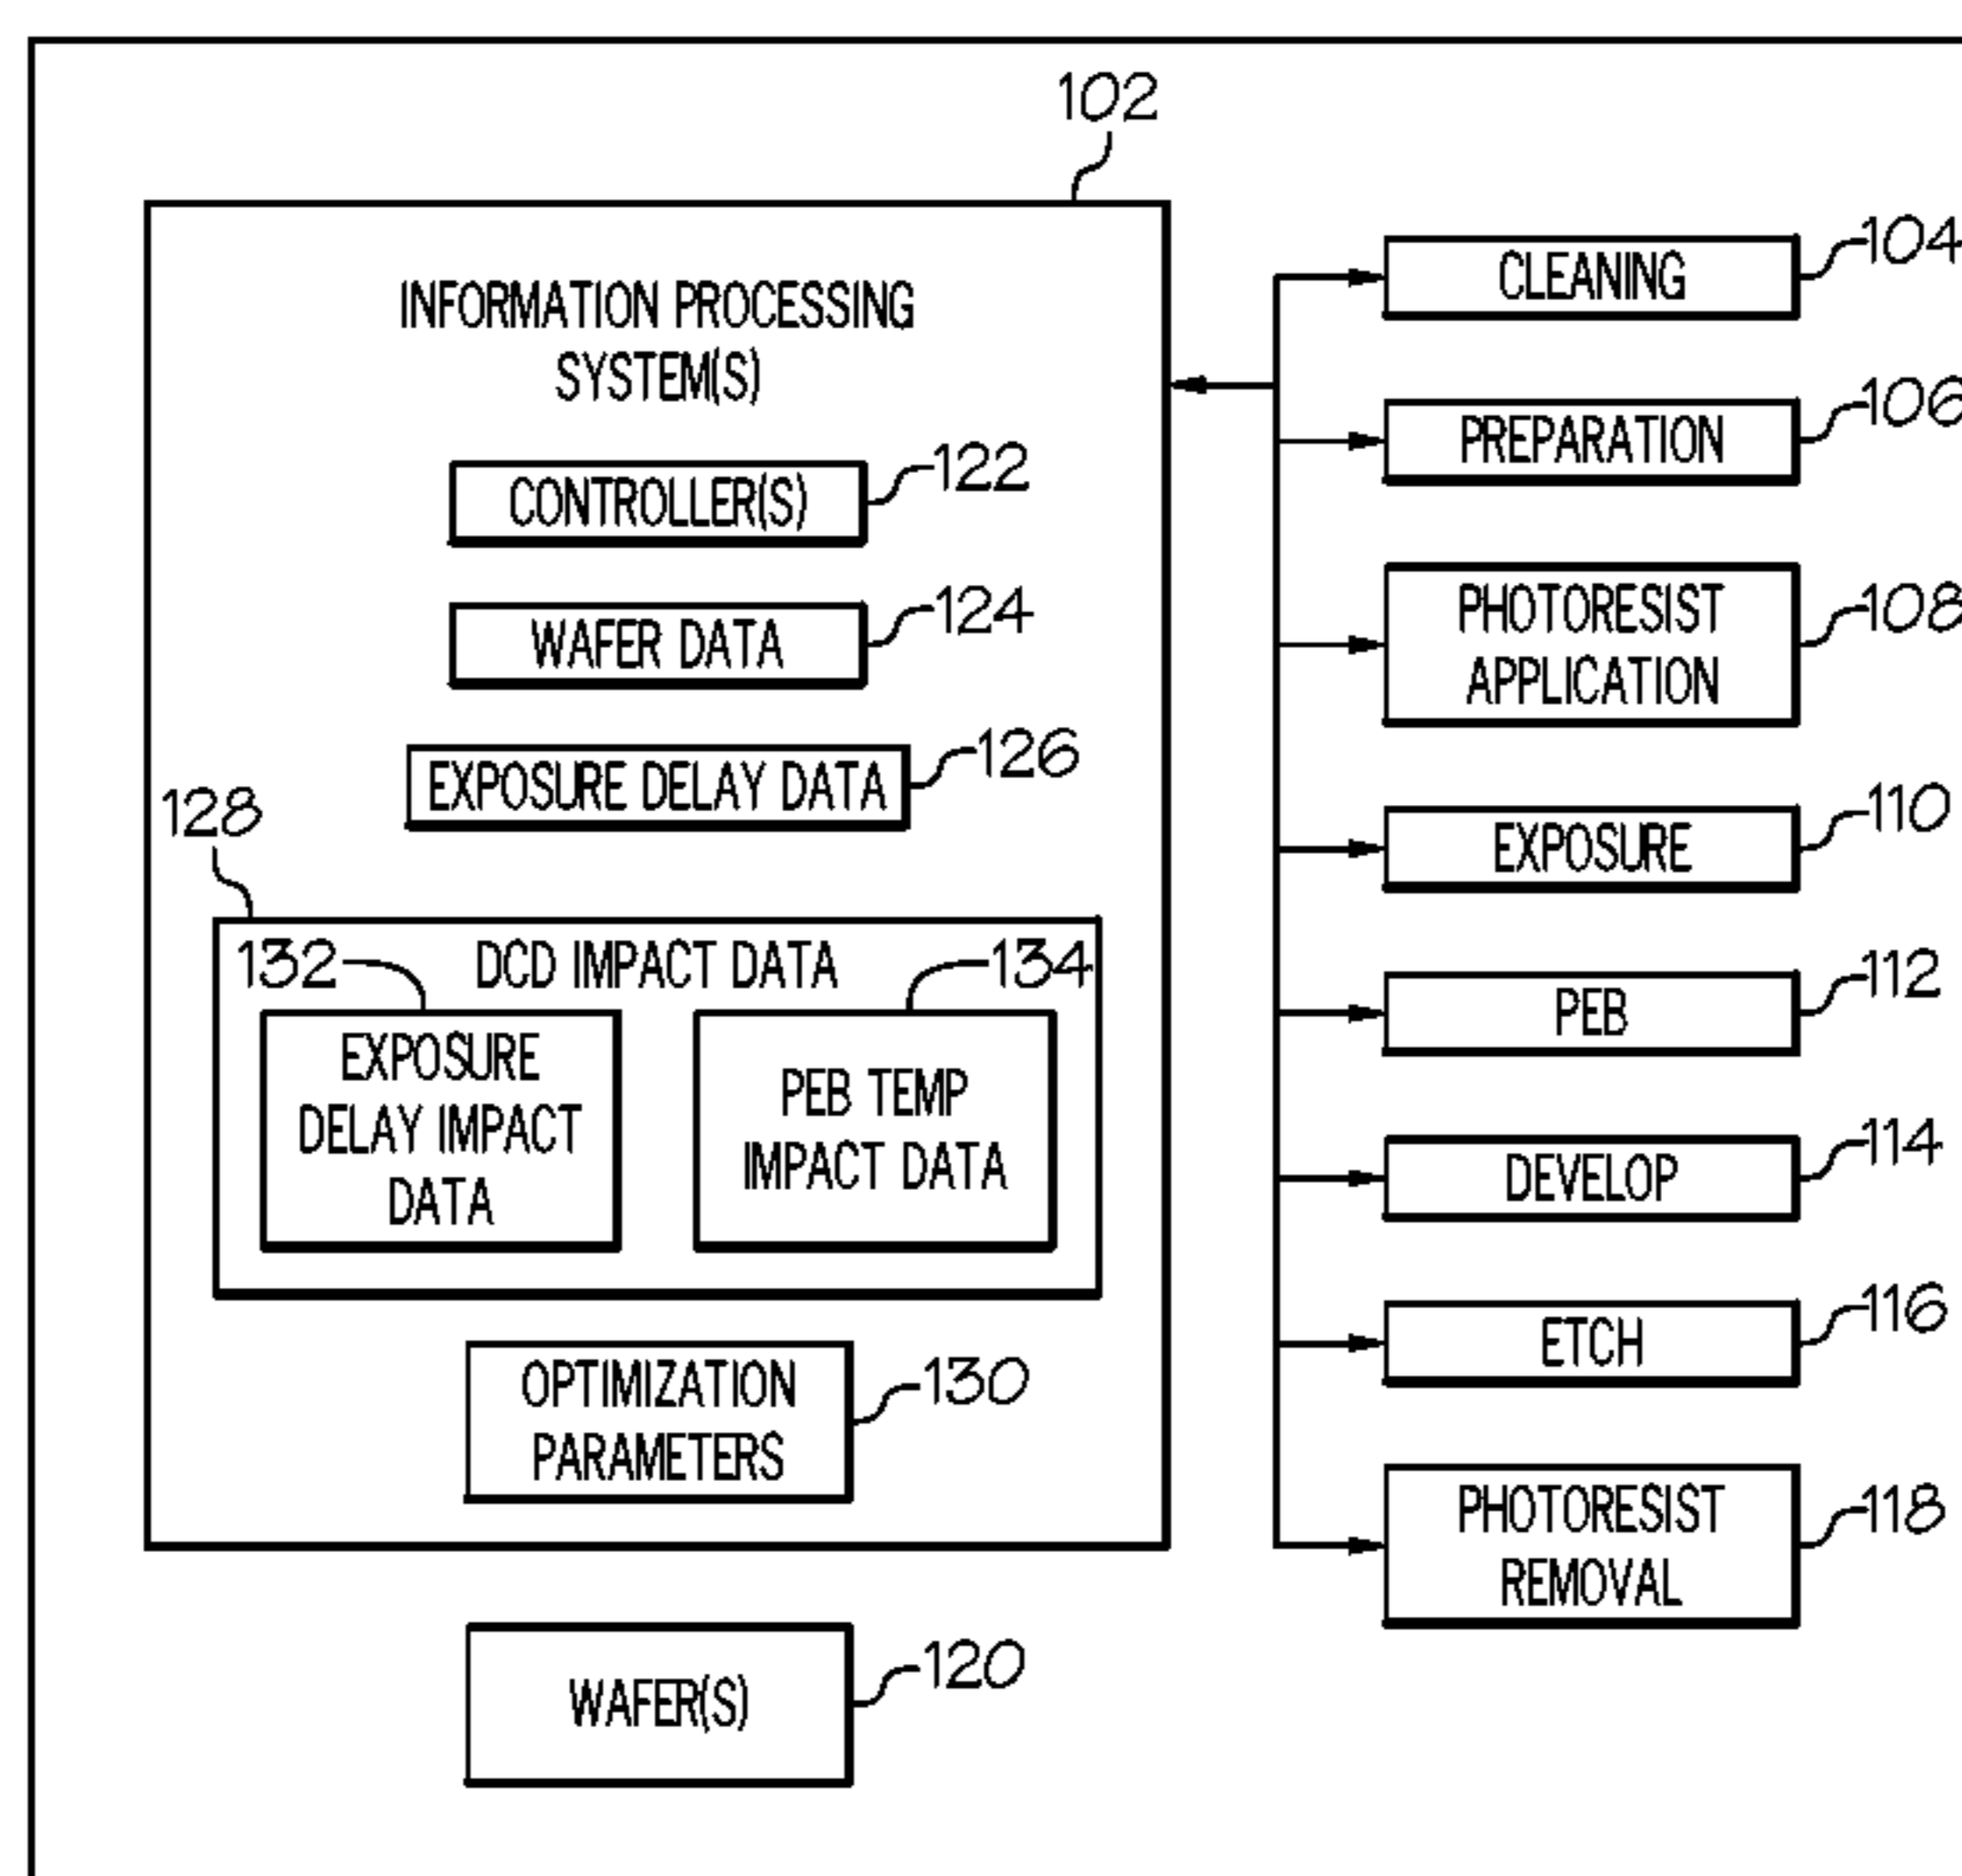 102
INFORMATION PROCESSING
SYSTEM(S)
CONTROLLER(S)
122
WAFER DATA
124
EXPOSURE DELAY DATA
126
128
DCD IMPACT DATA
132
134
EXPOSURE
DELAY IMPACT
DATA
PEB TEMP
IMPACT DATA
OPTIMIZATION
PARAMETERS
130
WAFER(S)
120
CLEANING
104
PREPARATION
106
PHOTORESIST
APPLICATION
108
EXPOSURE
110
PEB
112
DEVELOP
114
ETCH
116
PHOTORESIST
REMOVAL
118